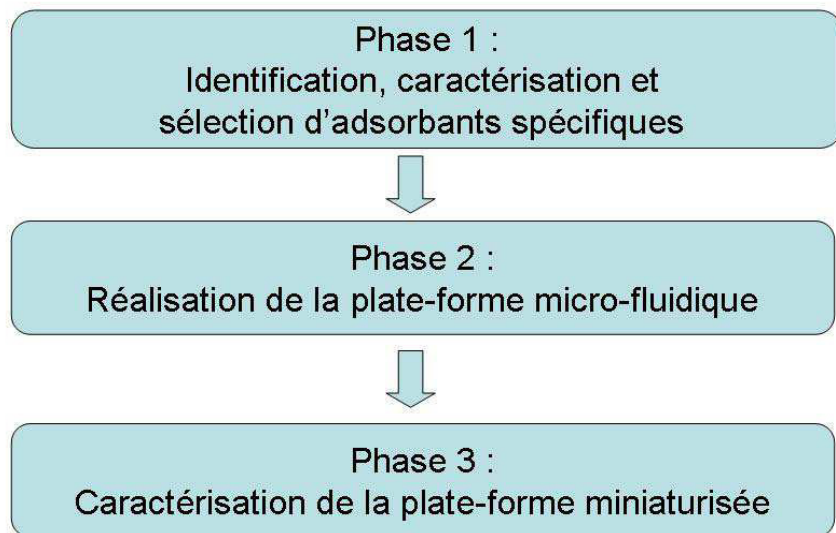 Phase 1 :
Identification, caractérisation et
sélection d'adsorbants spécifiques
Phase 2 :
Réalisation de la plate-forme micro-fluidique
Phase 3 :
Caractérisation de la plate-forme miniaturisée